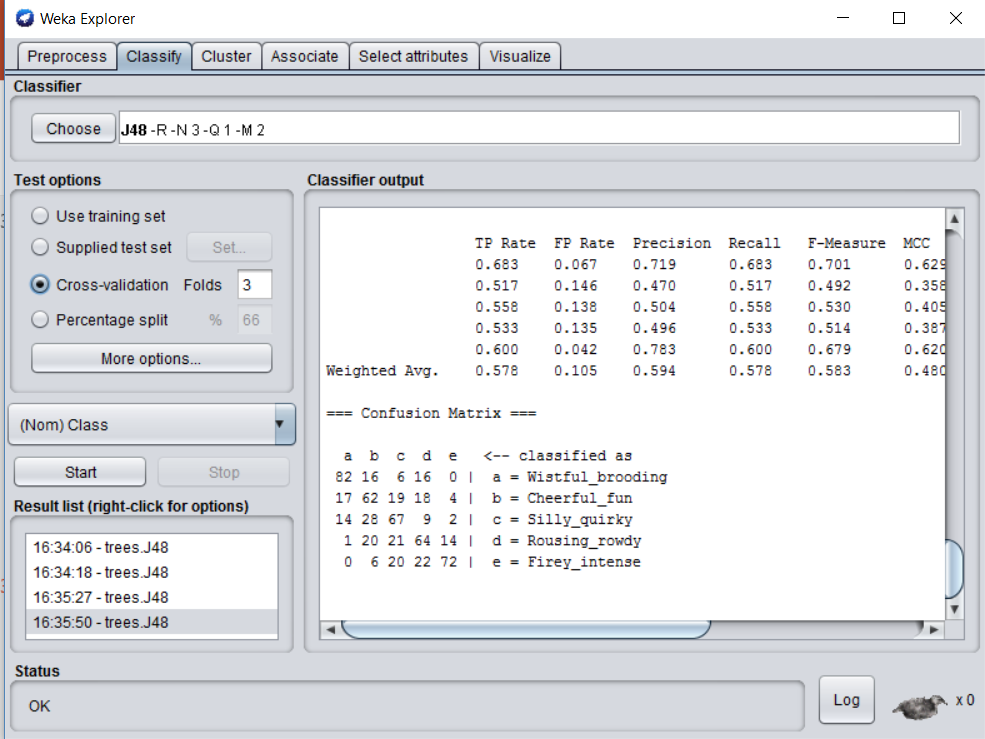 Weka Explorer
Preprocess Classify Cluster Associate Select attributes Visualize
Classifier
Choose J48 -R -N 3 -Q 1 -M 2
Test options
Use training set
Supplied test set Set...
Cross-validation Folds 3
Percentage split % 66
More options...
(Nom) Class
Start Stop
Result list (right-click for options)
16:34:06 - trees.J48
16:34:18 - trees.J48
16:35:27 - trees.J48
16:35:50 - trees.J48
Classifier output
TP Rate FP Rate Precision Recall F-Measure MCC
0.683 0.067 0.719 0.683 0.701 0.629
0.517 0.146 0.470 0.517 0.492 0.358
0.558 0.138 0.504 0.558 0.530 0.405
0.533 0.135 0.496 0.533 0.514 0.387
0.600 0.042 0.783 0.600 0.679 0.620
Weighted Avg. 0.578 0.105 0.594 0.578 0.583 0.480
=== Confusion Matrix ===
a b c d e <-- classified as
82 16 6 16 0 | a = Wistful_brooding
17 62 19 18 4 | b = Cheerful_fun
14 28 67 9 2 | c = Silly_quirky
1 20 21 64 14 | d = Rousing_rowdy
0 6 20 22 72 | e = Firey_intense
Status
OK
Log x 0